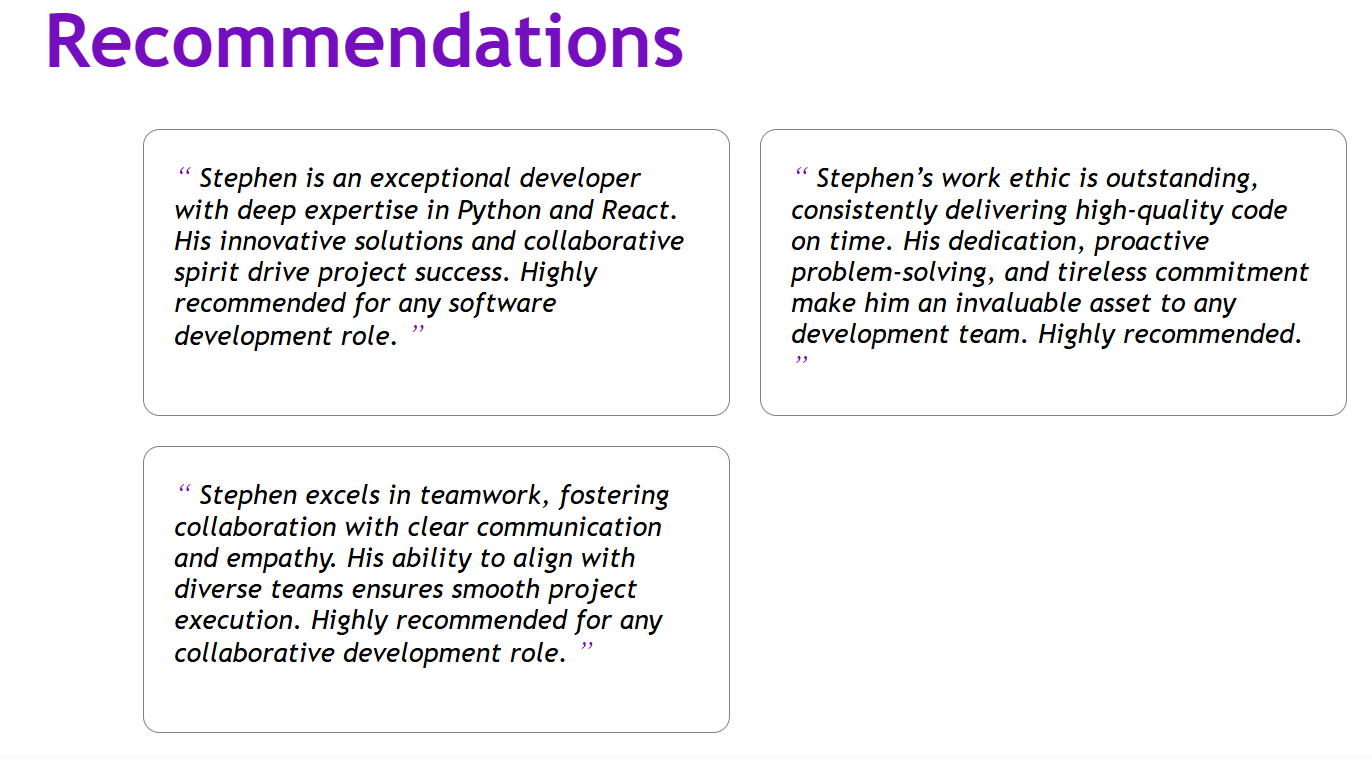 Recommendations
“ Stephen is an exceptional developer
with deep expertise in Python and React.
His innovative solutions and collaborative
spirit drive project success. Highly
recommended for any software
development role. ”
“ Stephen’s work ethic is outstanding,
consistently delivering high-quality code
on time. His dedication, proactive
problem-solving, and tireless commitment
make him an invaluable asset to any
development team. Highly recommended.
”
“ Stephen excels in teamwork, fostering
collaboration with clear communication
and empathy. His ability to align with
diverse teams ensures smooth project
execution. Highly recommended for any
collaborative development role. ”